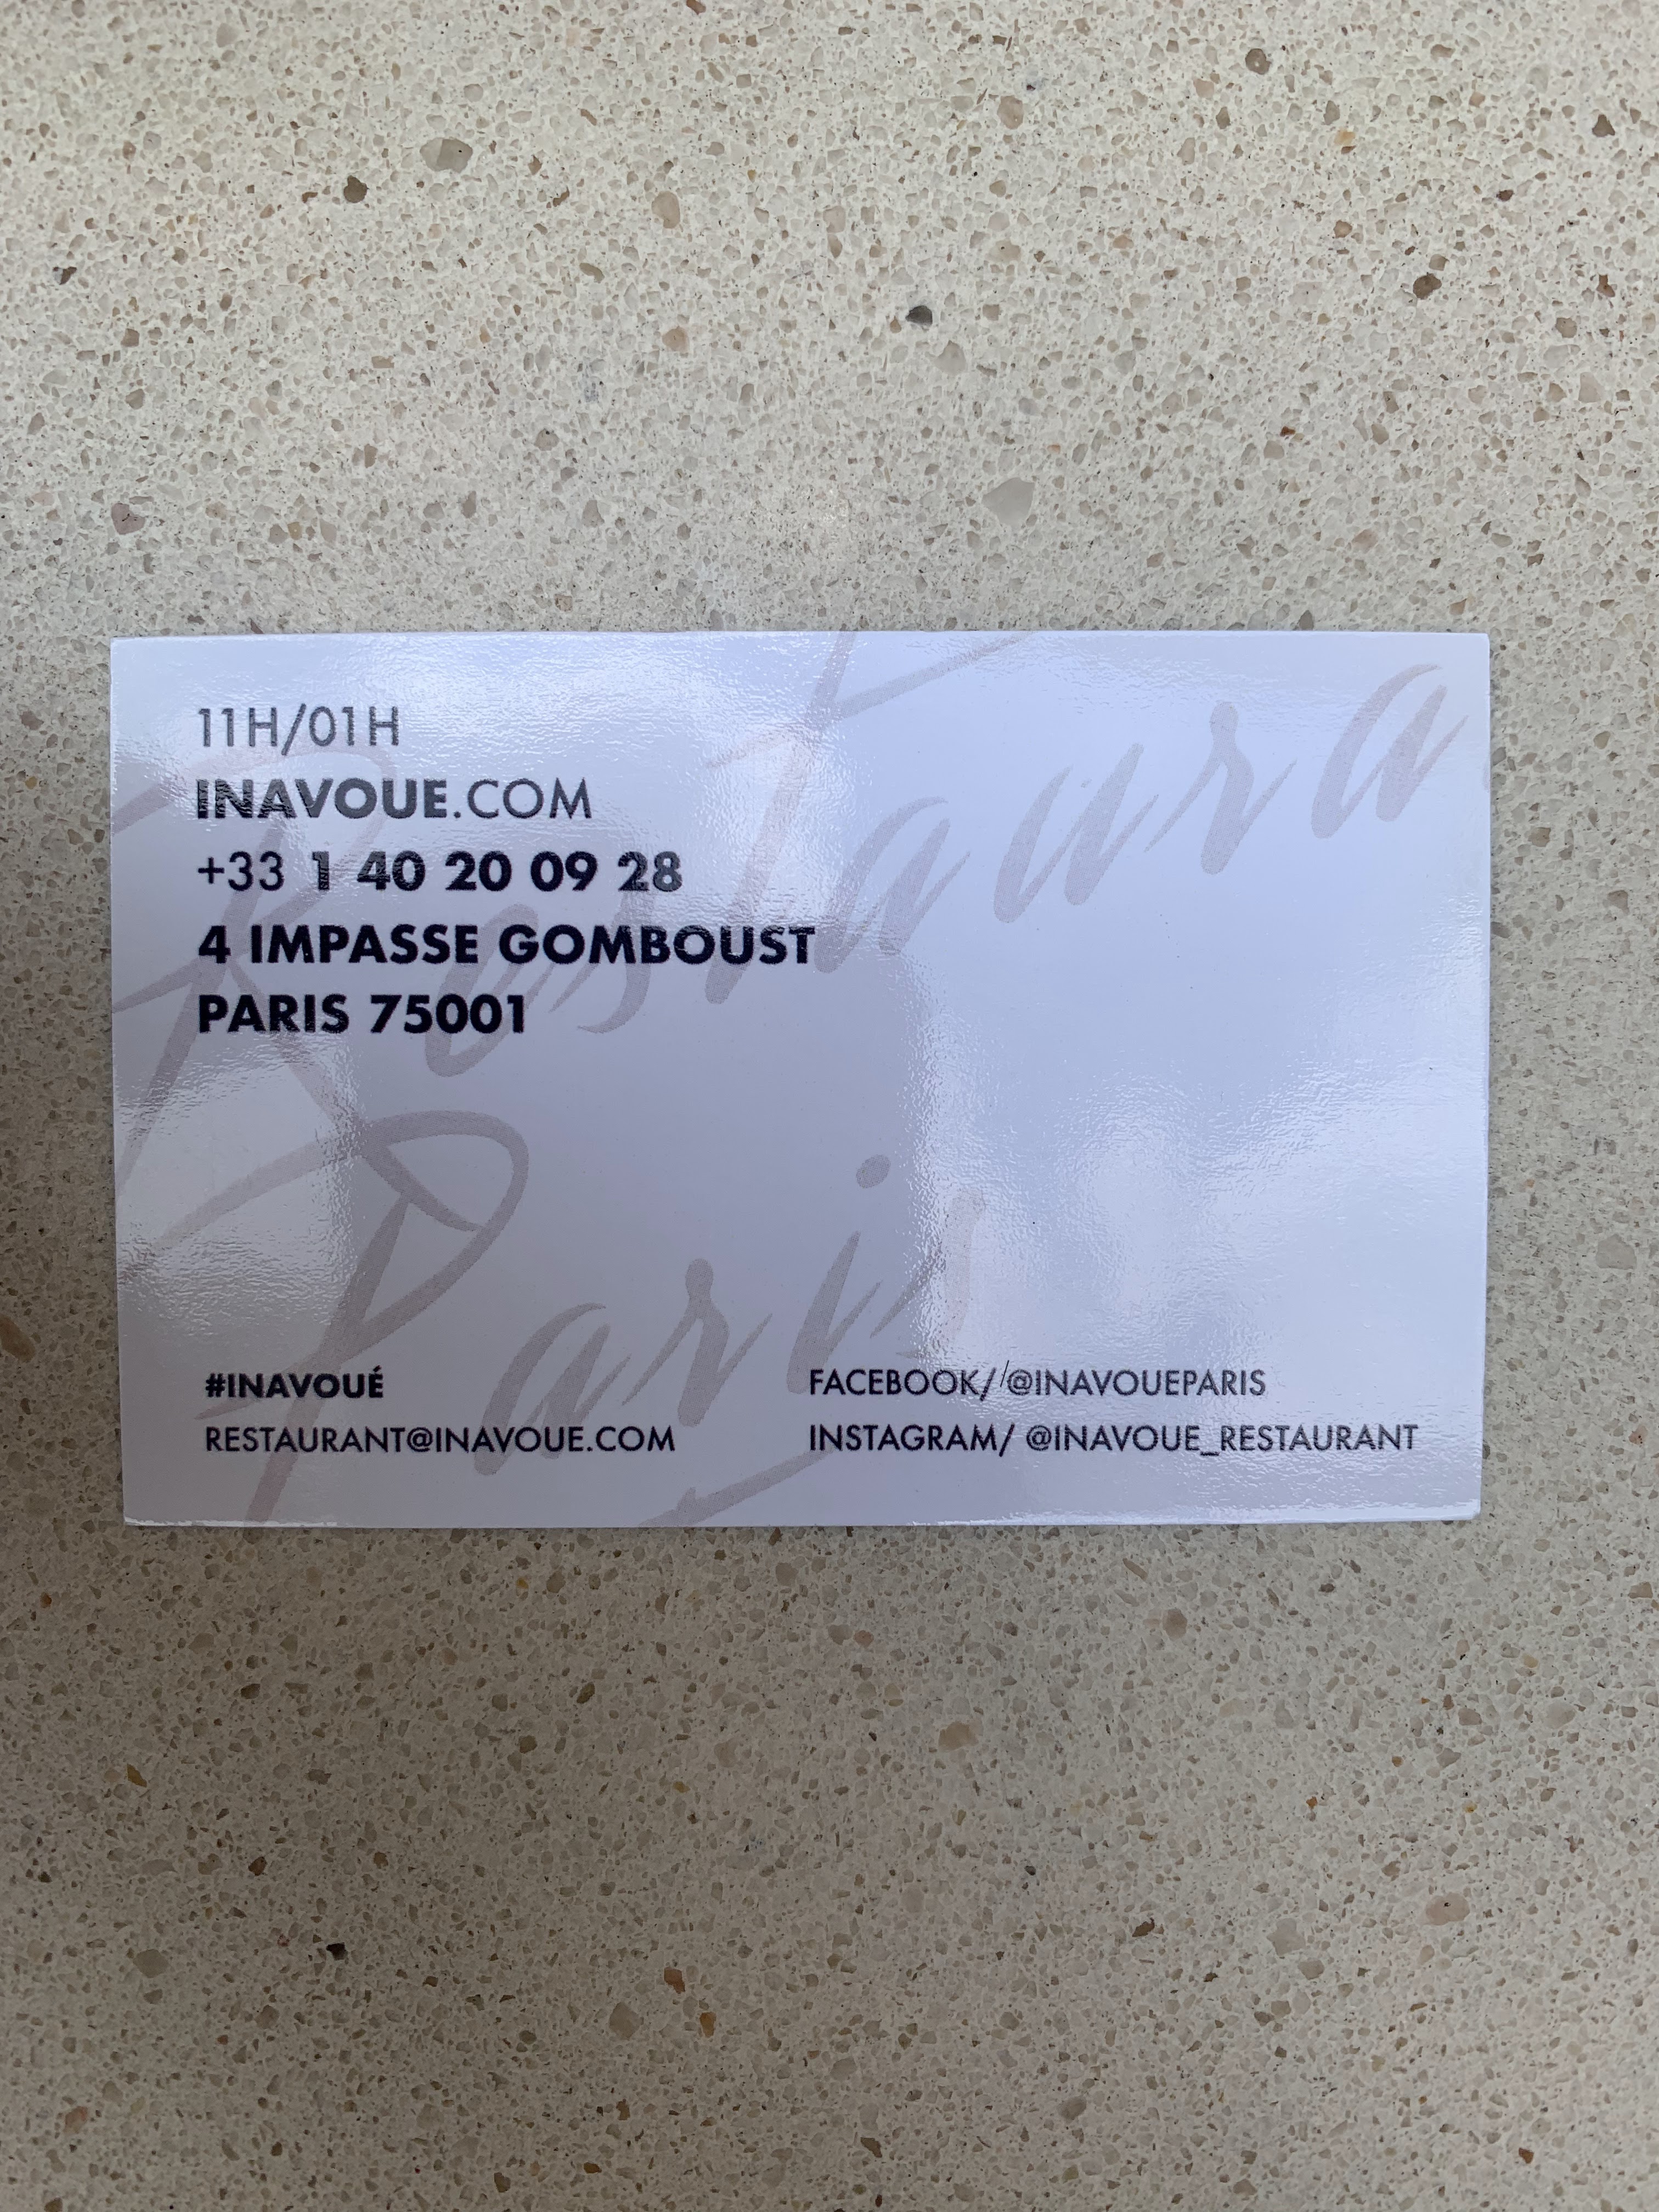 11H/01H
INAVOUE.COM
+33 1 40 20 09 28
4 IMPASSE GOMBOUST
PARIS 75001
Restaura
Paris
#INAVOUÉ
RESTAURANT@INAVOUE.COM
FACEBOOK/ @INAVOUEPARIS
INSTAGRAM/ @INAVOUE_RESTAURANT